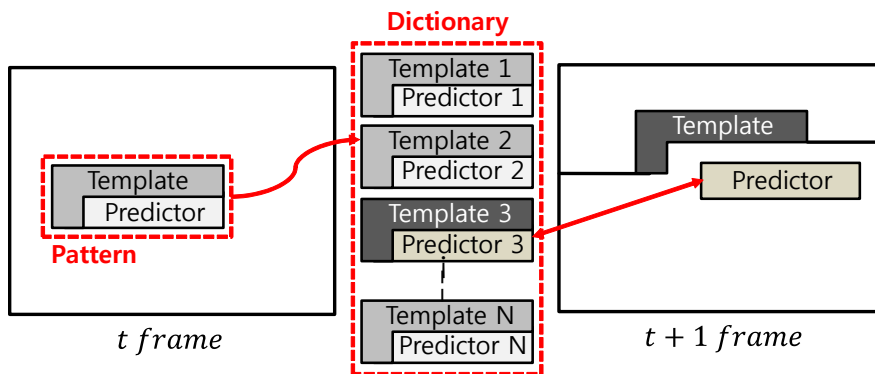 Dictionary
Template
Predictor
Pattern
t frame
Template 1
Predictor 1
Template 2
Predictor 2
Template 3
Predictor 3
Template N
Predictor N
Template
Predictor
t + 1 frame